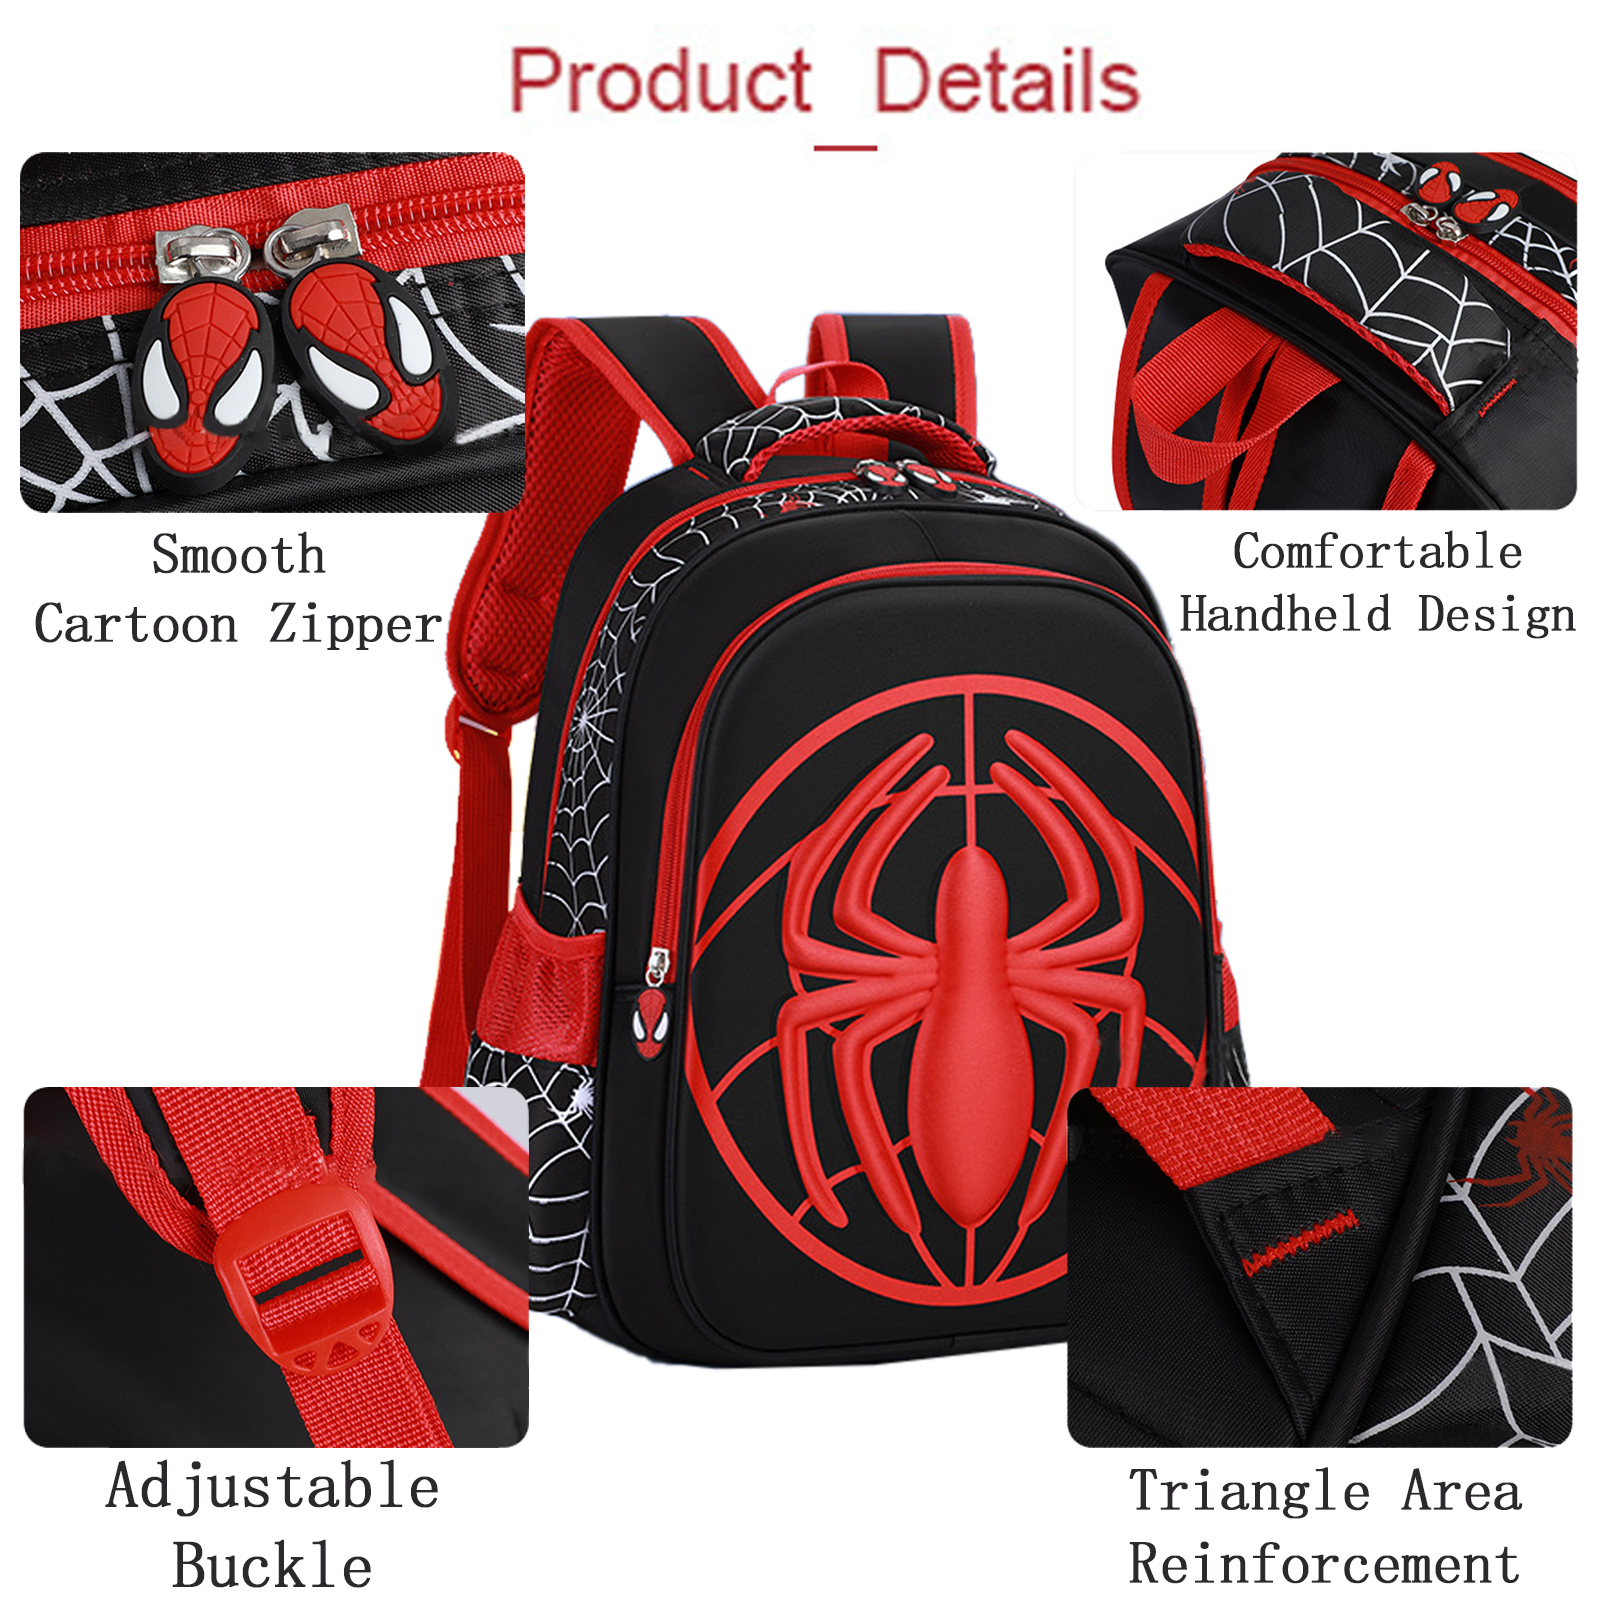 Product Details
Smooth
Cartoon Zipper
Comfortable
Handheld Design
Adjustable
Buckle
Triangle Area
Reinforcement